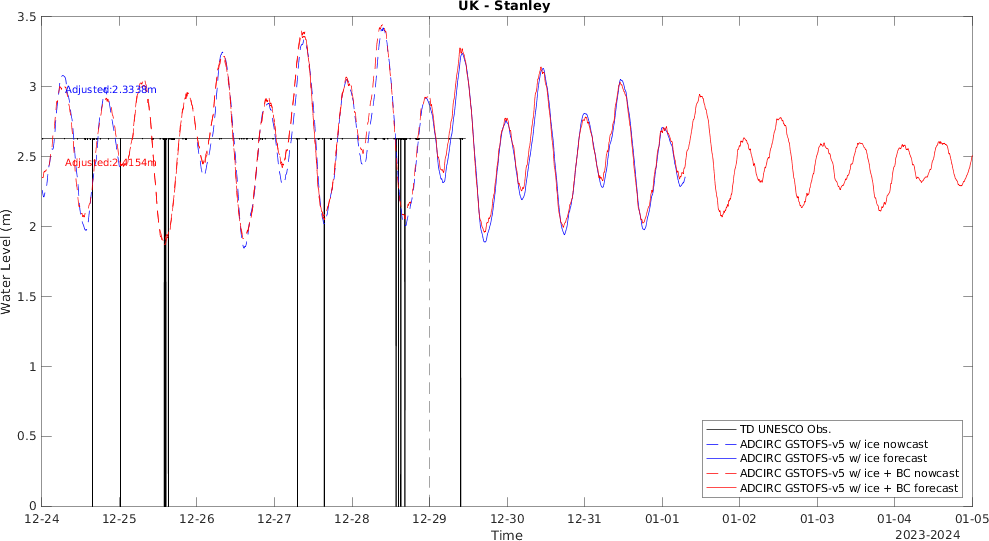 UK - Stanley
3.5
3
2.5
2
1.5
1
0.5
0
Water Level (m)
Adjusted:2.3338m
Adjusted:2.4154m
TD UNESCO Obs.
ADCIRC GSTOFS-v5 w/ ice nowcast
ADCIRC GSTOFS-v5 w/ ice forecast
ADCIRC GSTOFS-v5 w/ ice + BC nowcast
ADCIRC GSTOFS-v5 w/ ice + BC forecast
12-24 12-25 12-26 12-27 12-28 12-29 12-30 12-31 01-01 01-02 01-03 01-04 01-05
Time
2023-2024